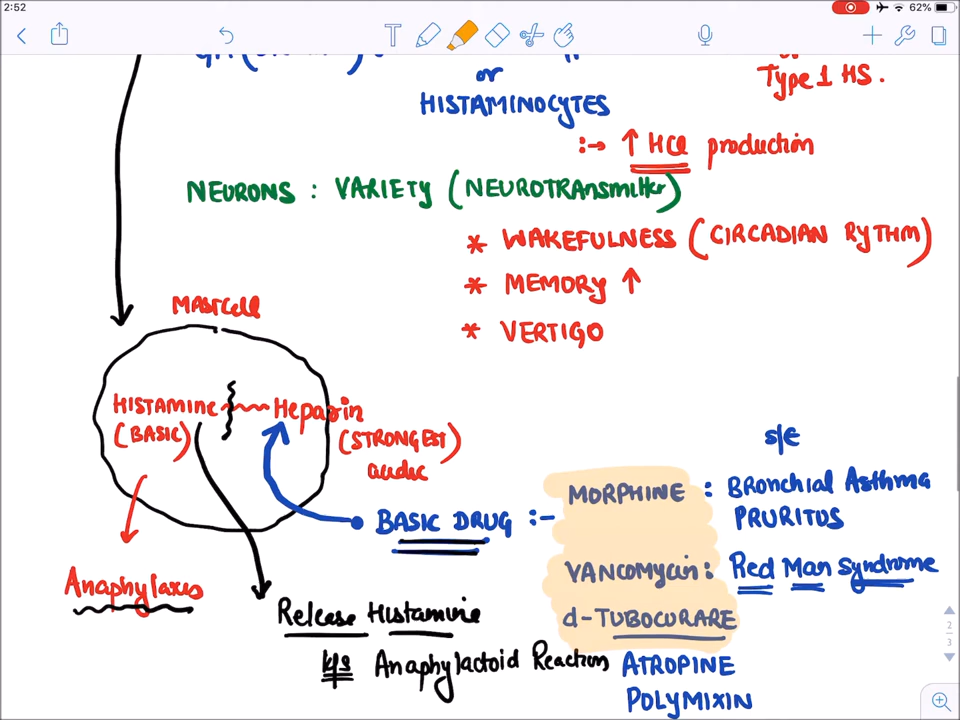 2:52
62%
T
or
Type 1 HS.
HISTAMINOCYTES
:→ ↑ HCl production
NEURONS : VARIETY (NEUROTRANSmitter)
* WAKEFULNESS (CIRCADIAN RYTHM)
* MEMORY ↑
* VERTIGO
MASTCell
HISTAMINE
(BASIC)
Heparin
(STRONGEST)
acidic
s/e
BASIC DRUG :-
MORPHINE : BRONCHIAL Asthma
PRURITUS
VANCOMycin : Red Man Syndrome
d-TUBOCURARE
ATROPINE
POLYMIXIN
Anaphylaxis
Release Histamine
k/a Anaphylactoid Reaction
2
3